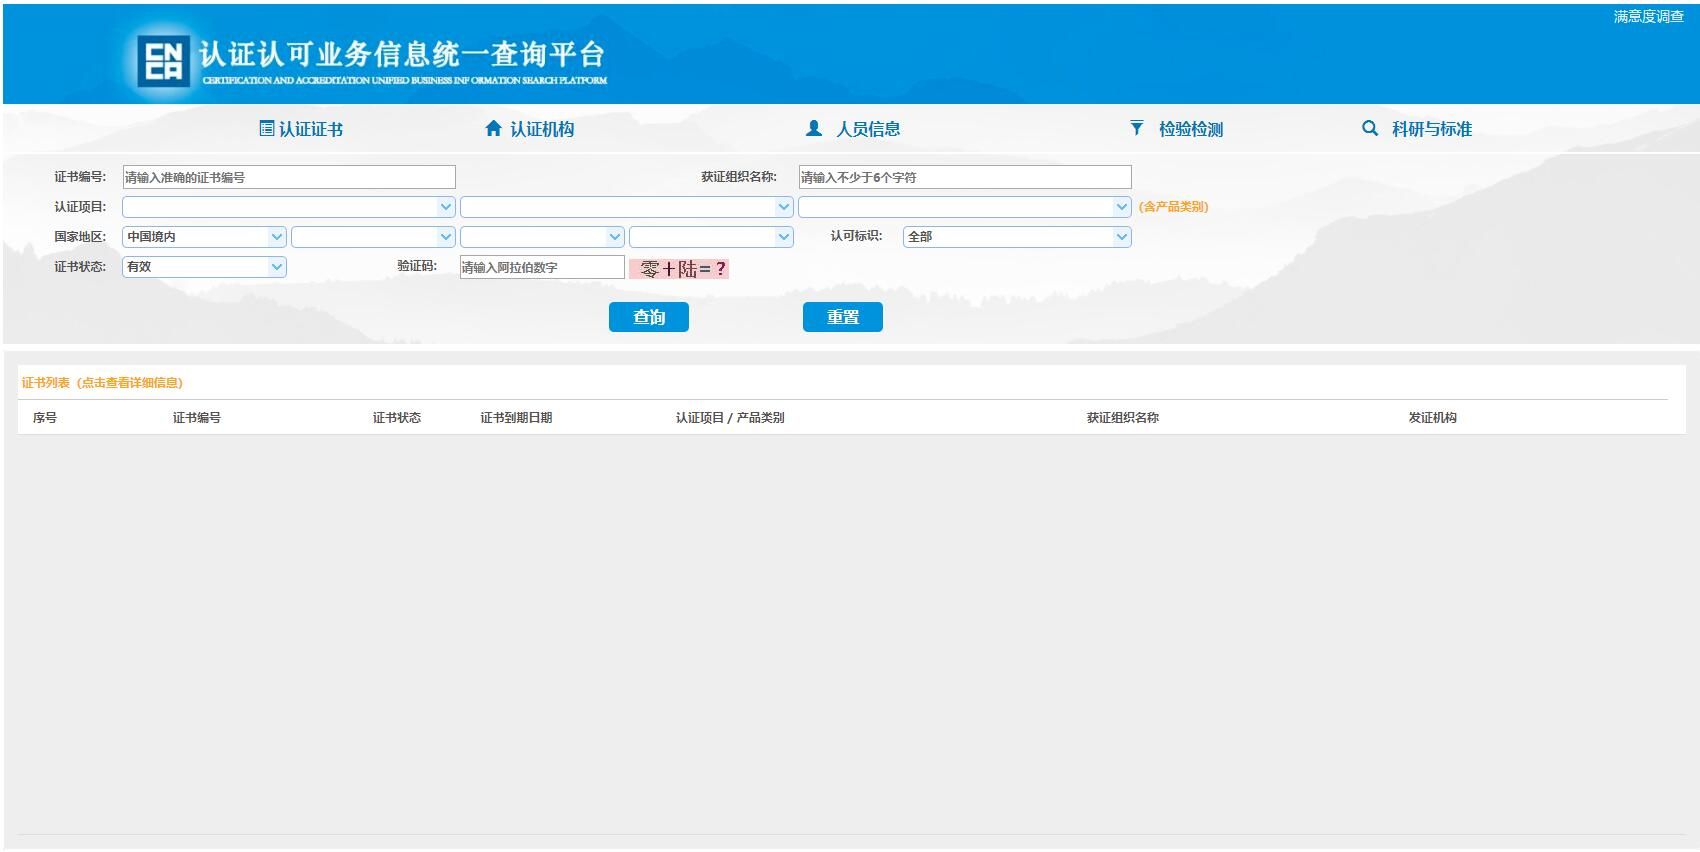 满意度调查
CN
CA
认证认可业务信息统一查询平台
CERTIFICATION AND ACCREDITATION UNIFIED BUSINESS INF ORMATION SEARCH PLATFORM
认证证书 认证机构 人员信息 检验检测 科研与标准
证书编号: 请输入准确的证书编号 获证组织名称: 请输入不少于6个字符
认证项目: (含产品类别)
国家地区: 中国境内 认可标识: 全部
证书状态: 有效 验证码: 请输入阿拉伯数字 零+陆=?
查询 重置
证书列表（点击查看详细信息）
序号 证书编号 证书状态 证书到期日期 认证项目 / 产品类别 获证组织名称 发证机构